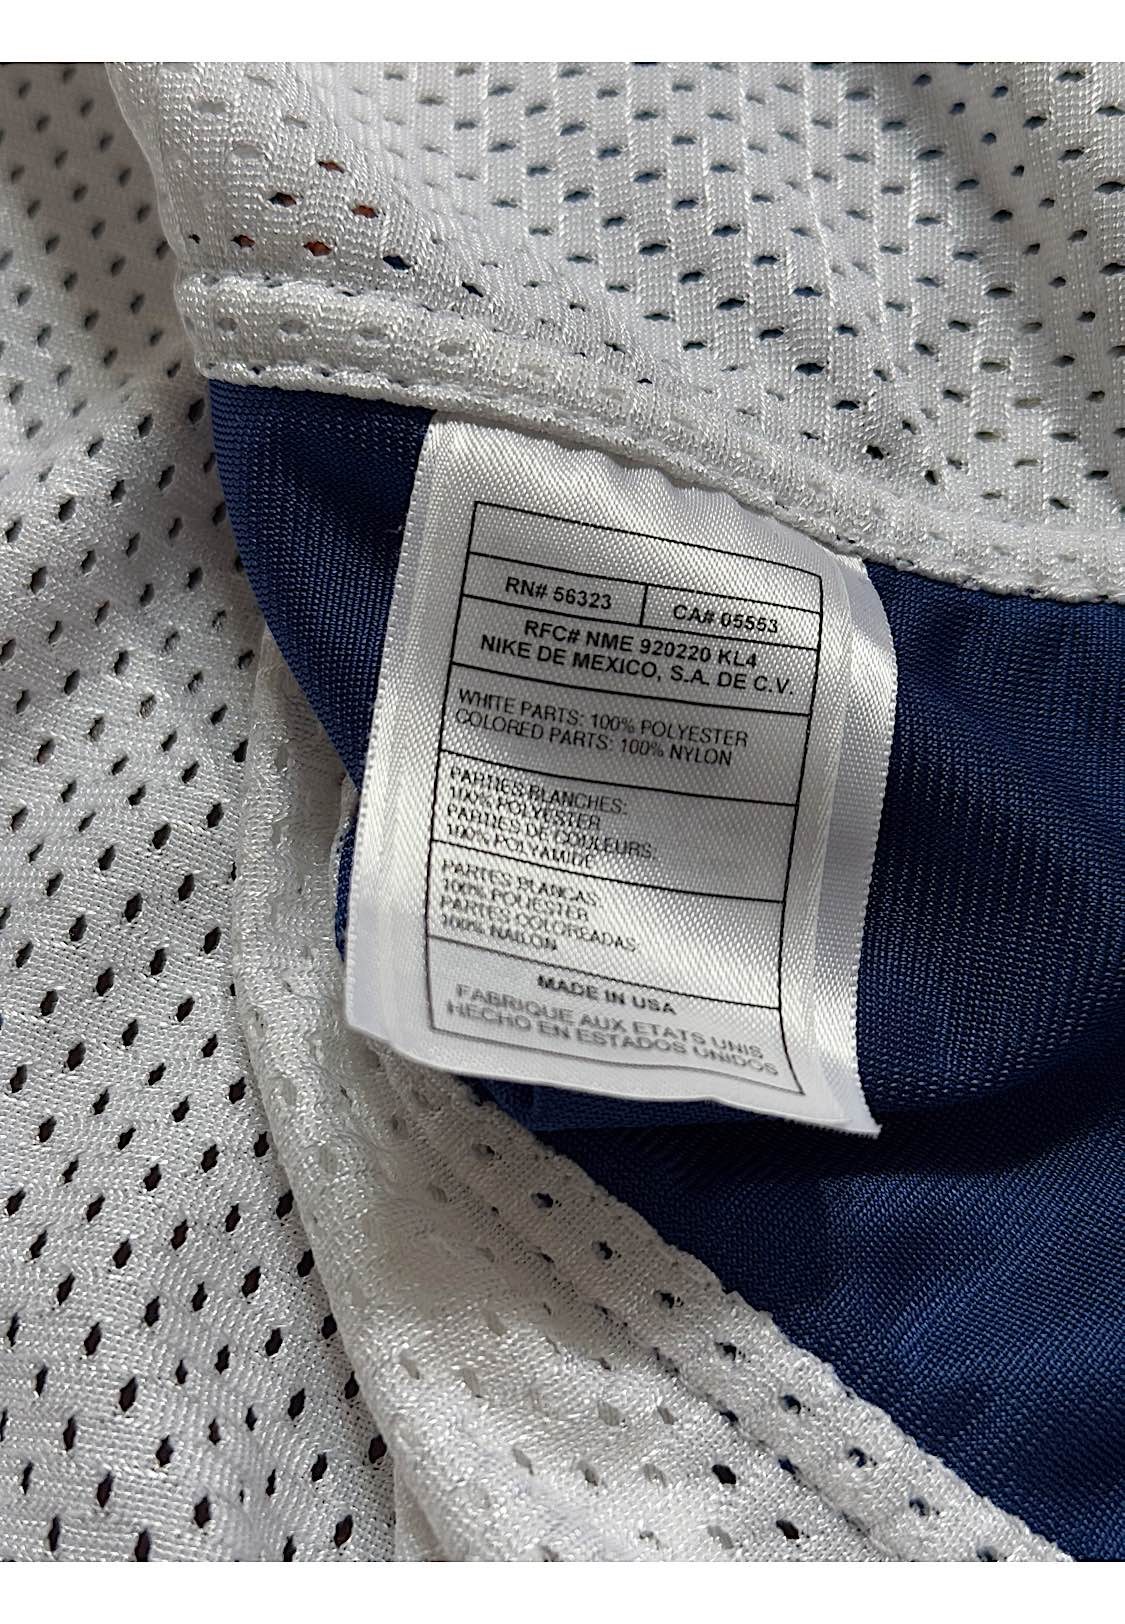 RN# 56323
CA# 05553
RFC# NME 920220 KL4
NIKE DE MEXICO, S.A. DE C.V.
WHITE PARTS: 100% POLYESTER
COLORED PARTS: 100% NYLON
PARTIES BLANCHES:
100% POLYESTER
PARTIES DE COULEURS:
100% POLYAMIDE
PARTES BLANCAS:
100% POLIESTER
PARTES COLOREADAS:
100% NAILON
MADE IN USA
FABRIQUE AUX ETATS UNIS
HECHO EN ESTADOS UNIDOS